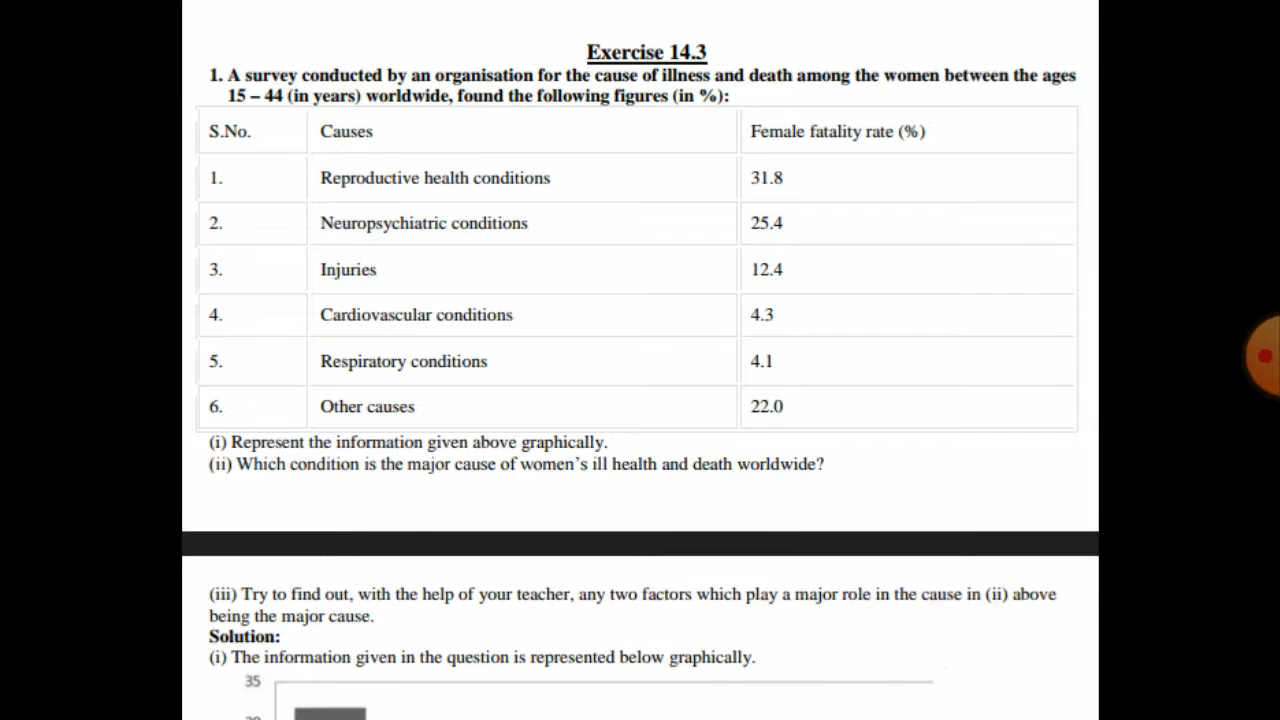 Exercise 14.3
1. A survey conducted by an organisation for the cause of illness and death among the women between the ages
15 – 44 (in years) worldwide, found the following figures (in %):
S.No. Causes Female fatality rate (%)
1. Reproductive health conditions 31.8
2. Neuropsychiatric conditions 25.4
3. Injuries 12.4
4. Cardiovascular conditions 4.3
5. Respiratory conditions 4.1
6. Other causes 22.0
(i) Represent the information given above graphically.
(ii) Which condition is the major cause of women’s ill health and death worldwide?
(iii) Try to find out, with the help of your teacher, any two factors which play a major role in the cause in (ii) above
being the major cause.
Solution:
(i) The information given in the question is represented below graphically.
35